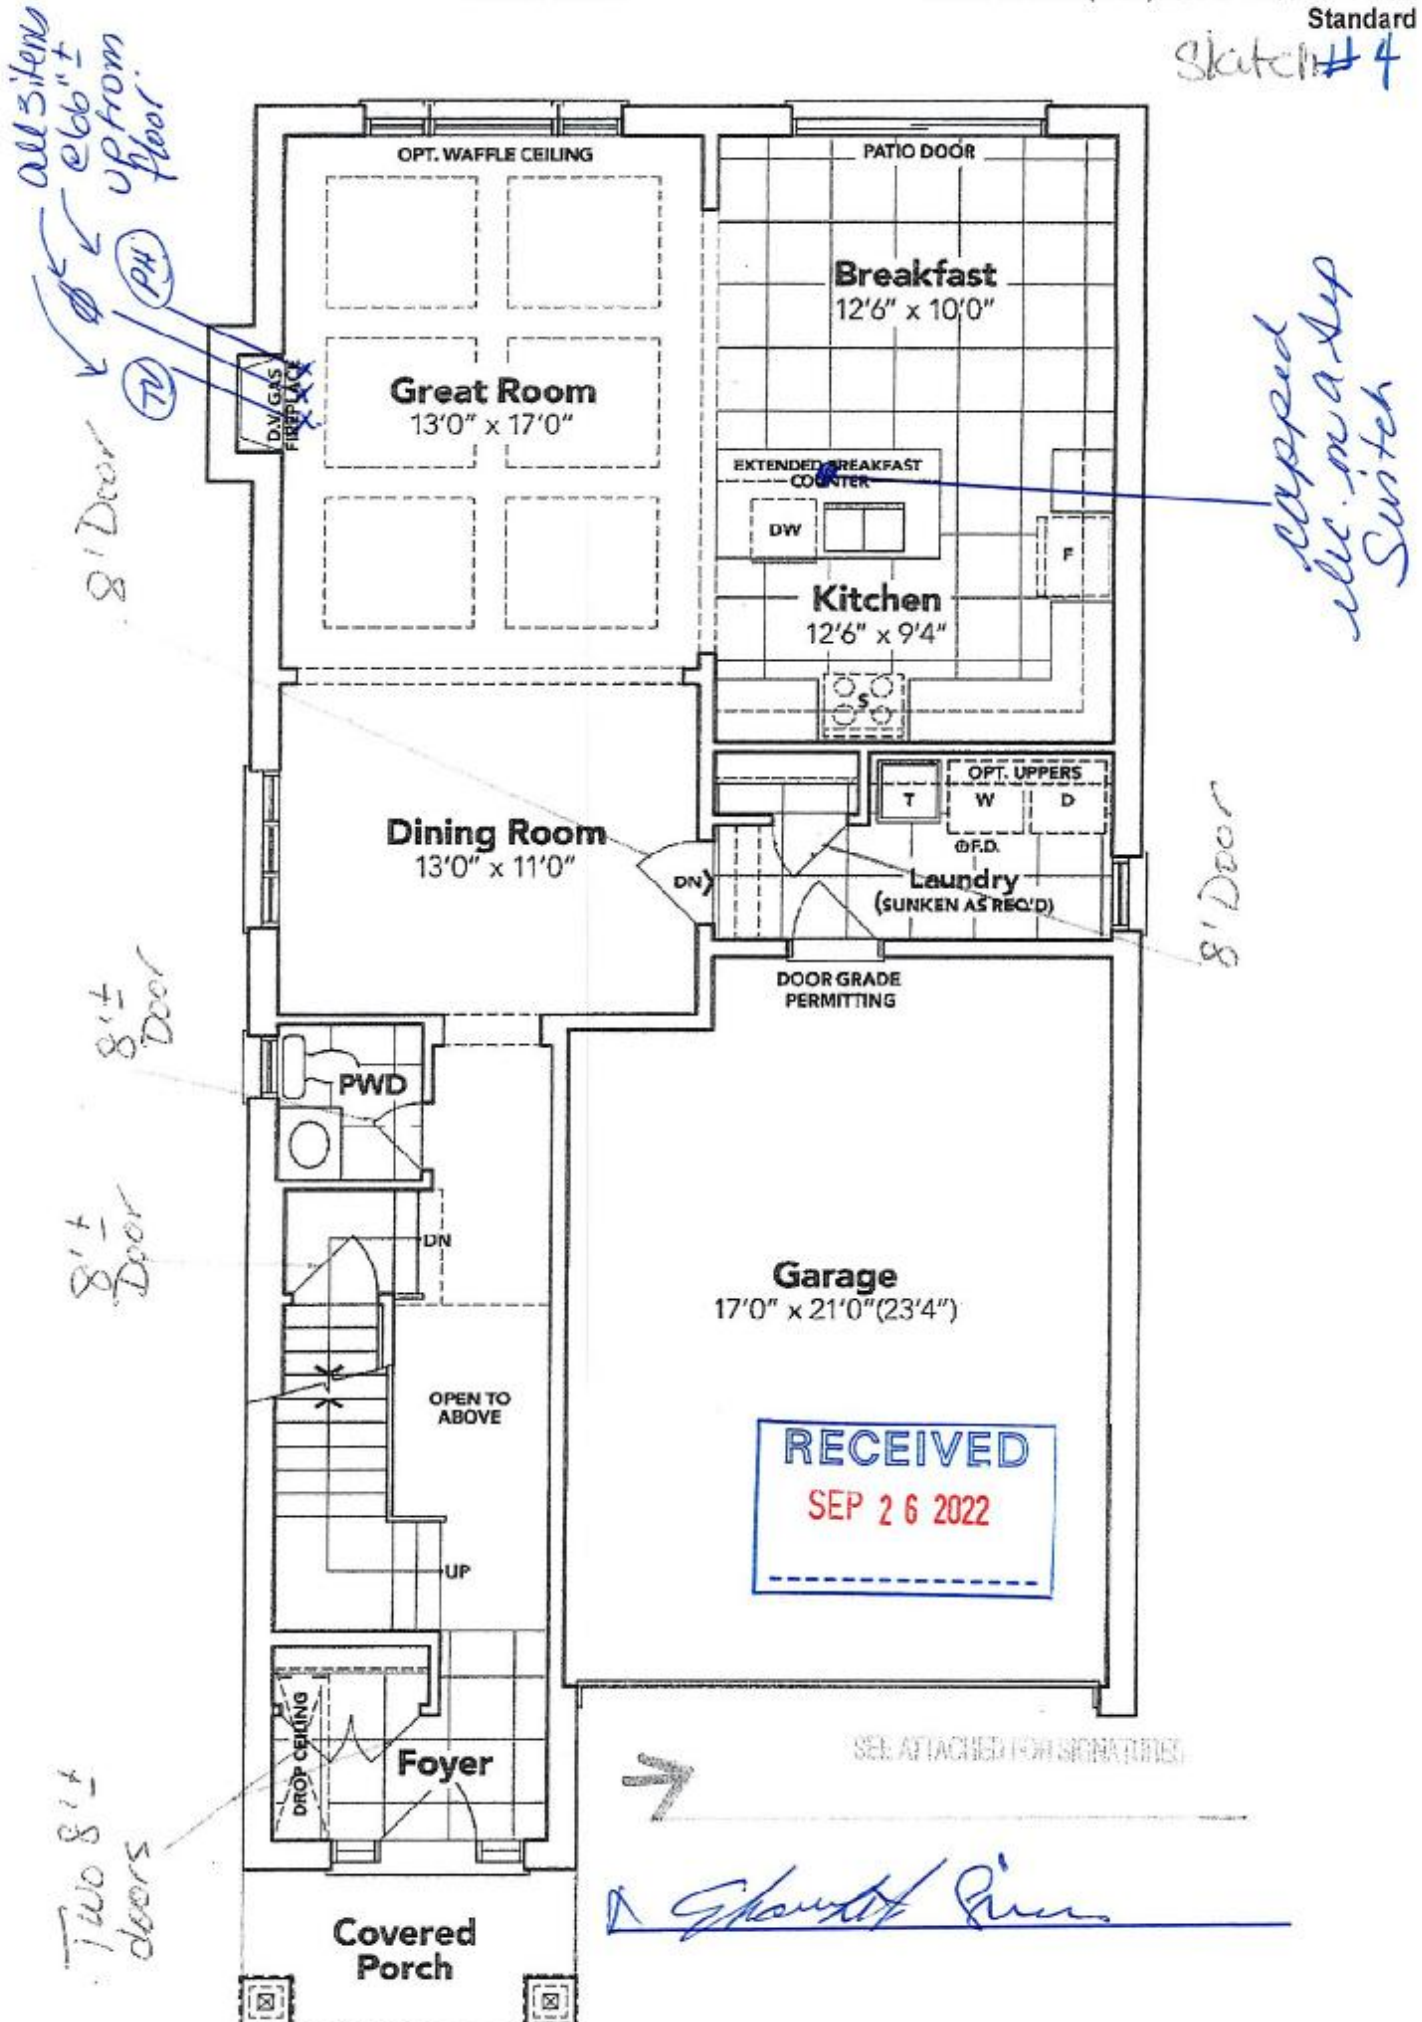 Standard
Sketch # 4
all 3 items
@ 66" ±
up from
floor.
PH
TV
OPT. WAFFLE CEILING
PATIO DOOR
Breakfast
12'6" x 10'0"
D.V. GAS
FIREPLACE
Great Room
13'0" x 17'0"
EXTENDED BREAKFAST
COUNTER
capped
elec. on a sep
Switch
8' Door
DW
F
Kitchen
12'6" x 9'4"
S
OPT. UPPERS
T
W
D
Dining Room
13'0" x 11'0"
F.D.
DN
Laundry
(SUNKEN AS REQ'D)
8' Door
DOOR GRADE
PERMITTING
8' ±
Door
PWD
8' ±
Door
DN
Garage
17'0" x 21'0"(23'4")
OPEN TO
ABOVE
RECEIVED
SEP 26 2022
UP
DROP CEILING
Foyer
SEE ATTACHED FOR SIGNATURES
Two 8' ±
doors
Covered
Porch